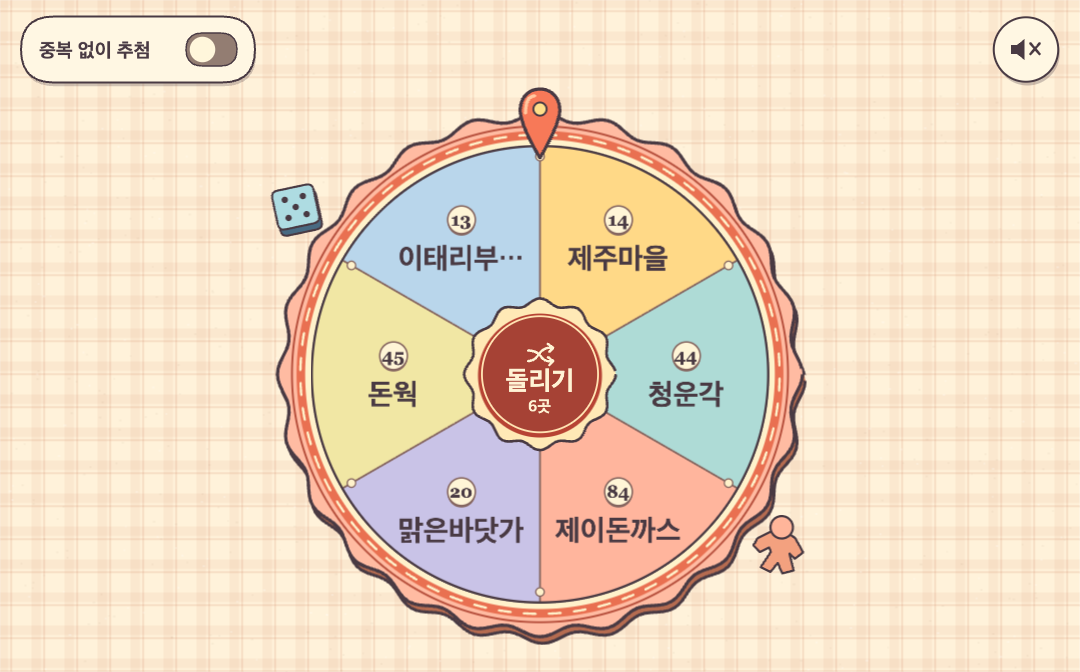 중복 없이 추첨
13
이태리부…
14
제주마을
45
돈웍
44
청운각
돌리기
6곳
20
맑은바닷가
84
제이돈까스